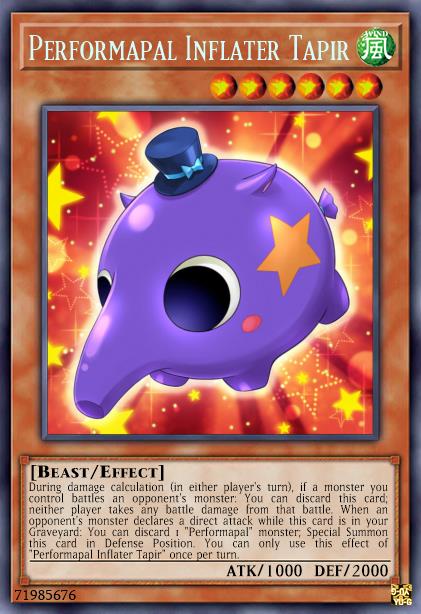 PERFORMAPAL INFLATER TAPIR
WIND
風
[BEAST/EFFECT]
During damage calculation (in either player's turn), if a monster you
control battles an opponent's monster: You can discard this card;
neither player takes any battle damage from that battle. When an
opponent's monster declares a direct attack while this card is in your
Graveyard: You can discard 1 "Performapal" monster; Special Summon
this card in Defense Position. You can only use this effect of
"Performapal Inflater Tapir" once per turn.
ATK/1000 DEF/2000
71985676